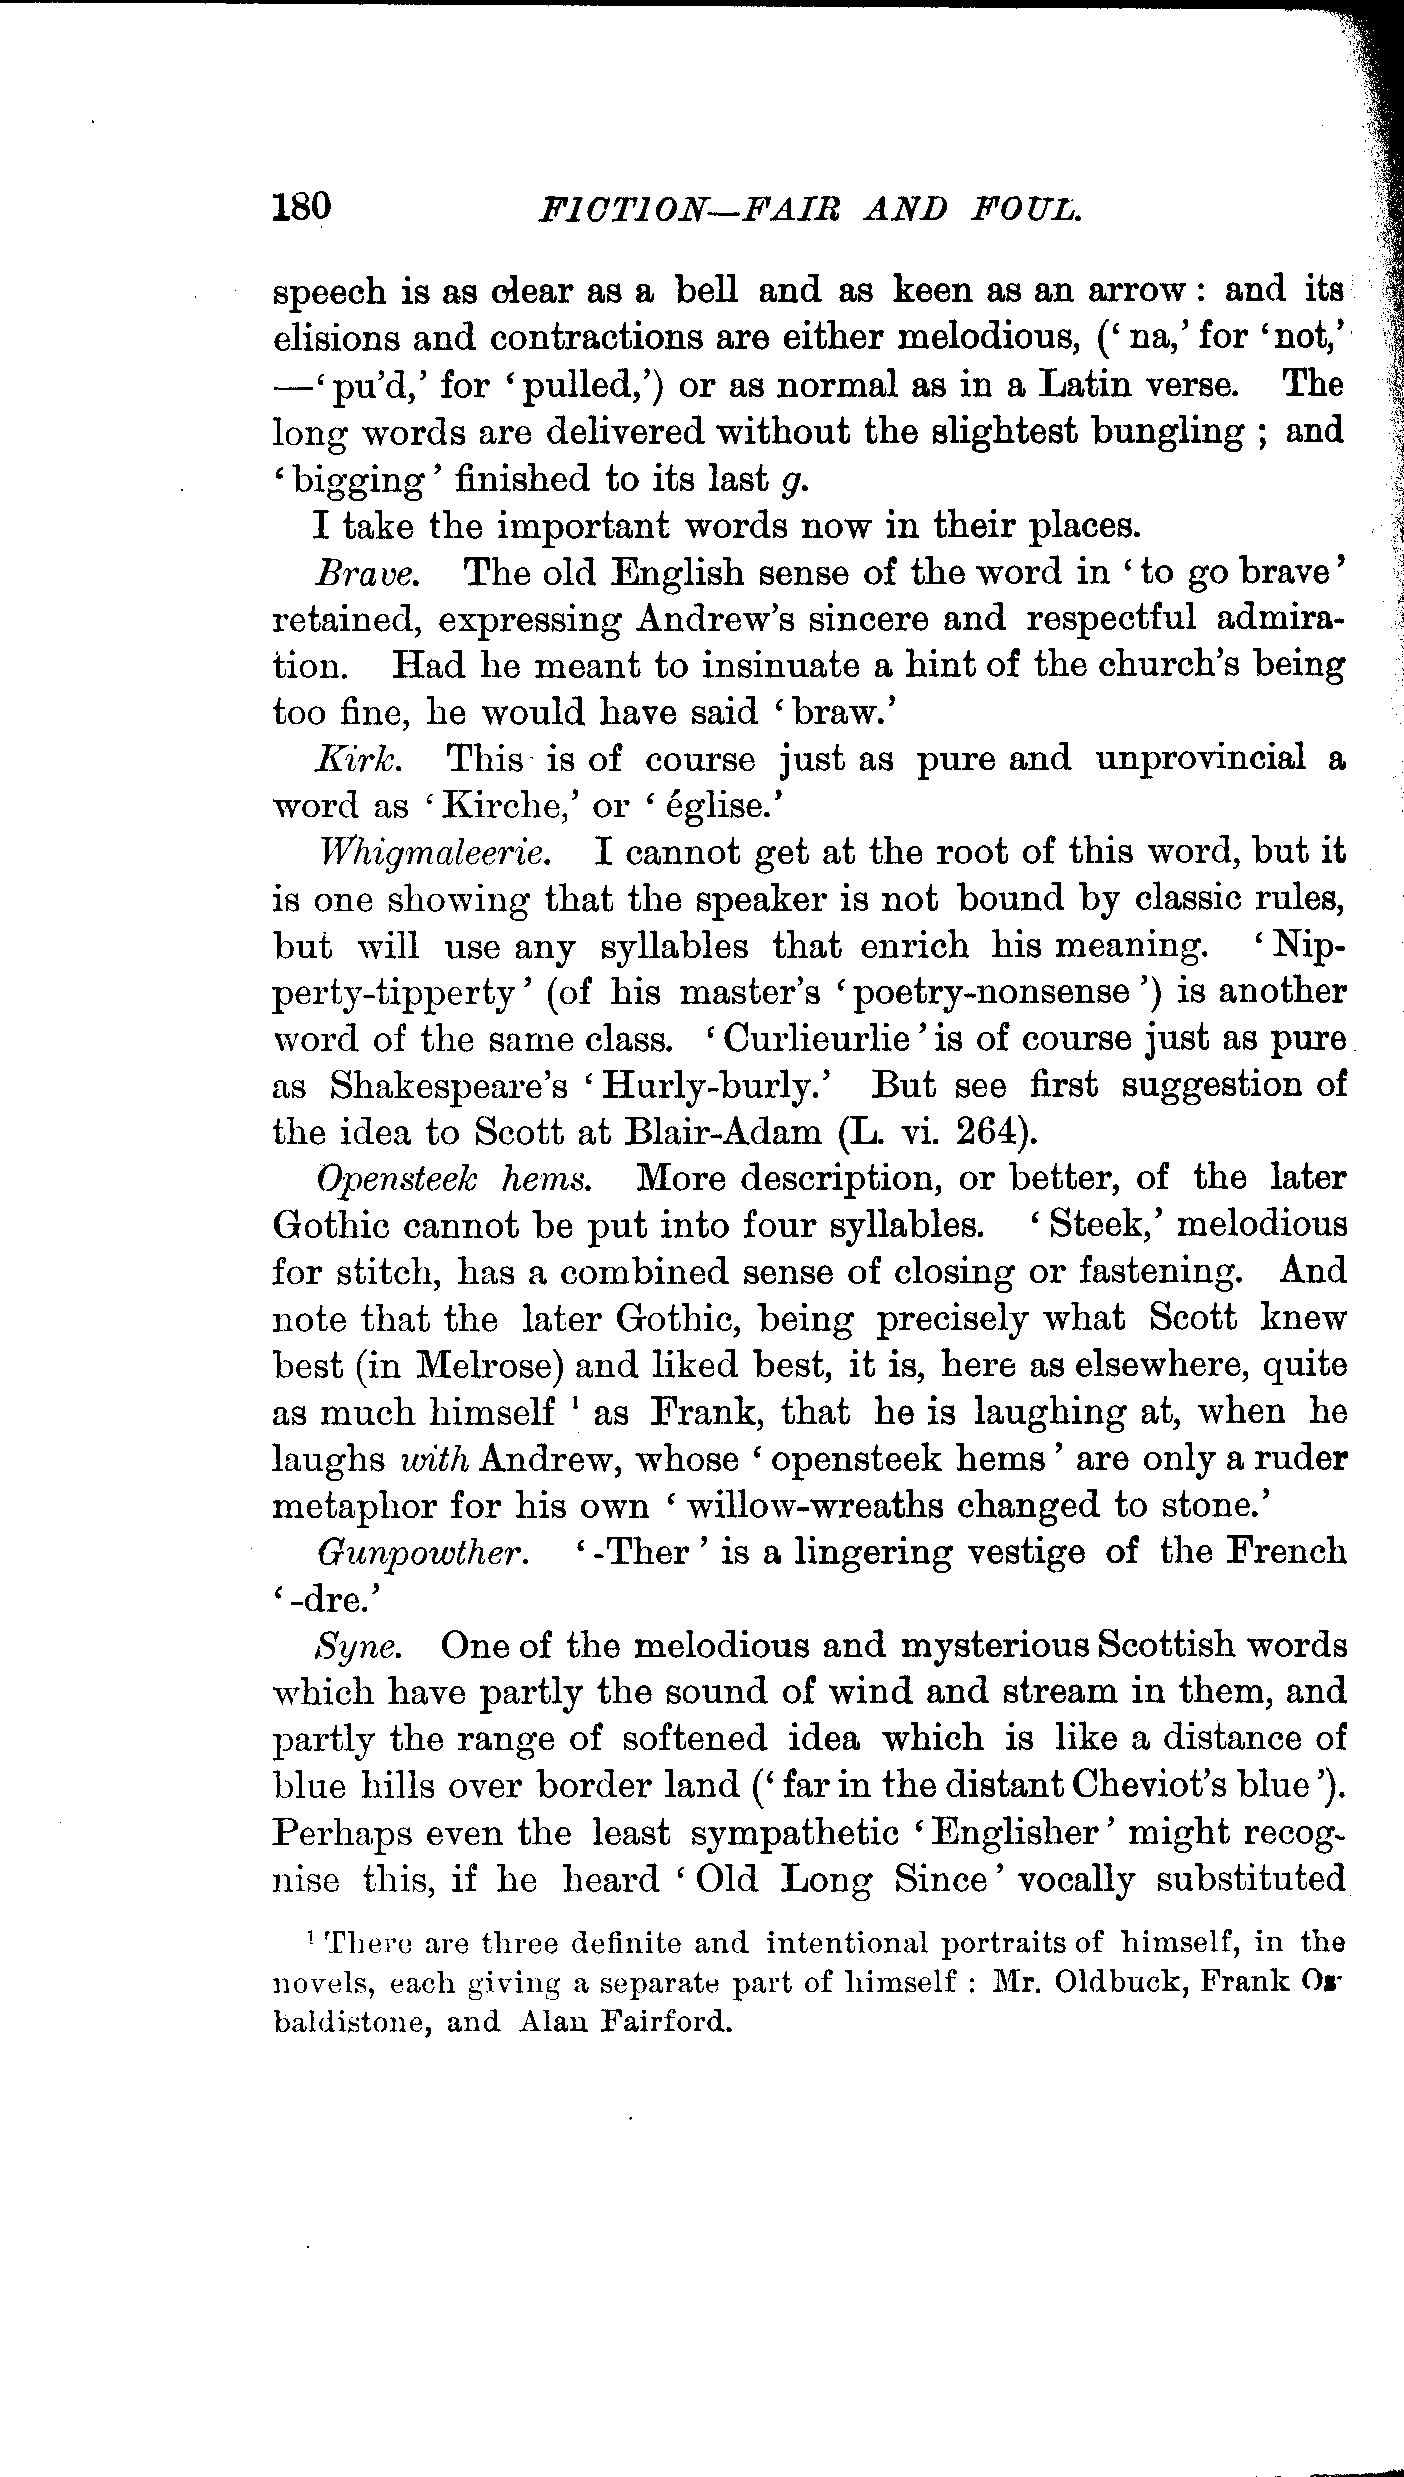 180 FICTION—FAIR AND FOUL.
speech is as clear as a bell and as keen as an arrow : and its
elisions and contractions are either melodious, (‘ na,’ for ‘not,’
—‘pu’d,’ for ‘pulled,’) or as normal as in a Latin verse. The
long words are delivered without the slightest bungling ; and
‘bigging’ finished to its last g.
I take the important words now in their places.
Brave. The old English sense of the word in ‘to go brave’
retained, expressing Andrew’s sincere and respectful admira-
tion. Had he meant to insinuate a hint of the church’s being
too fine, he would have said ‘braw.’
Kirk. This is of course just as pure and unprovincial a
word as ‘Kirche,’ or ‘ église.’
Whigmaleerie. I cannot get at the root of this word, but it
is one showing that the speaker is not bound by classic rules,
but will use any syllables that enrich his meaning. ‘Nip-
perty-tipperty’ (of his master’s ‘poetry-nonsense’) is another
word of the same class. ‘Curlieurlie’ is of course just as pure
as Shakespeare’s ‘Hurly-burly.’ But see first suggestion of
the idea to Scott at Blair-Adam (L. vi. 264).
Opensteek hems. More description, or better, of the later
Gothic cannot be put into four syllables. ‘Steek,’ melodious
for stitch, has a combined sense of closing or fastening. And
note that the later Gothic, being precisely what Scott knew
best (in Melrose) and liked best, it is, here as elsewhere, quite
as much himself ¹ as Frank, that he is laughing at, when he
laughs with Andrew, whose ‘opensteek hems’ are only a ruder
metaphor for his own ‘willow-wreaths changed to stone.’
Gunpowther. ‘-Ther’ is a lingering vestige of the French
‘-dre.’
Syne. One of the melodious and mysterious Scottish words
which have partly the sound of wind and stream in them, and
partly the range of softened idea which is like a distance of
blue hills over border land (‘far in the distant Cheviot’s blue’).
Perhaps even the least sympathetic ‘Englisher’ might recog-
nise this, if he heard ‘Old Long Since’ vocally substituted
¹ There are three definite and intentional portraits of himself, in the
novels, each giving a separate part of himself : Mr. Oldbuck, Frank Os-
baldistone, and Alan Fairford.